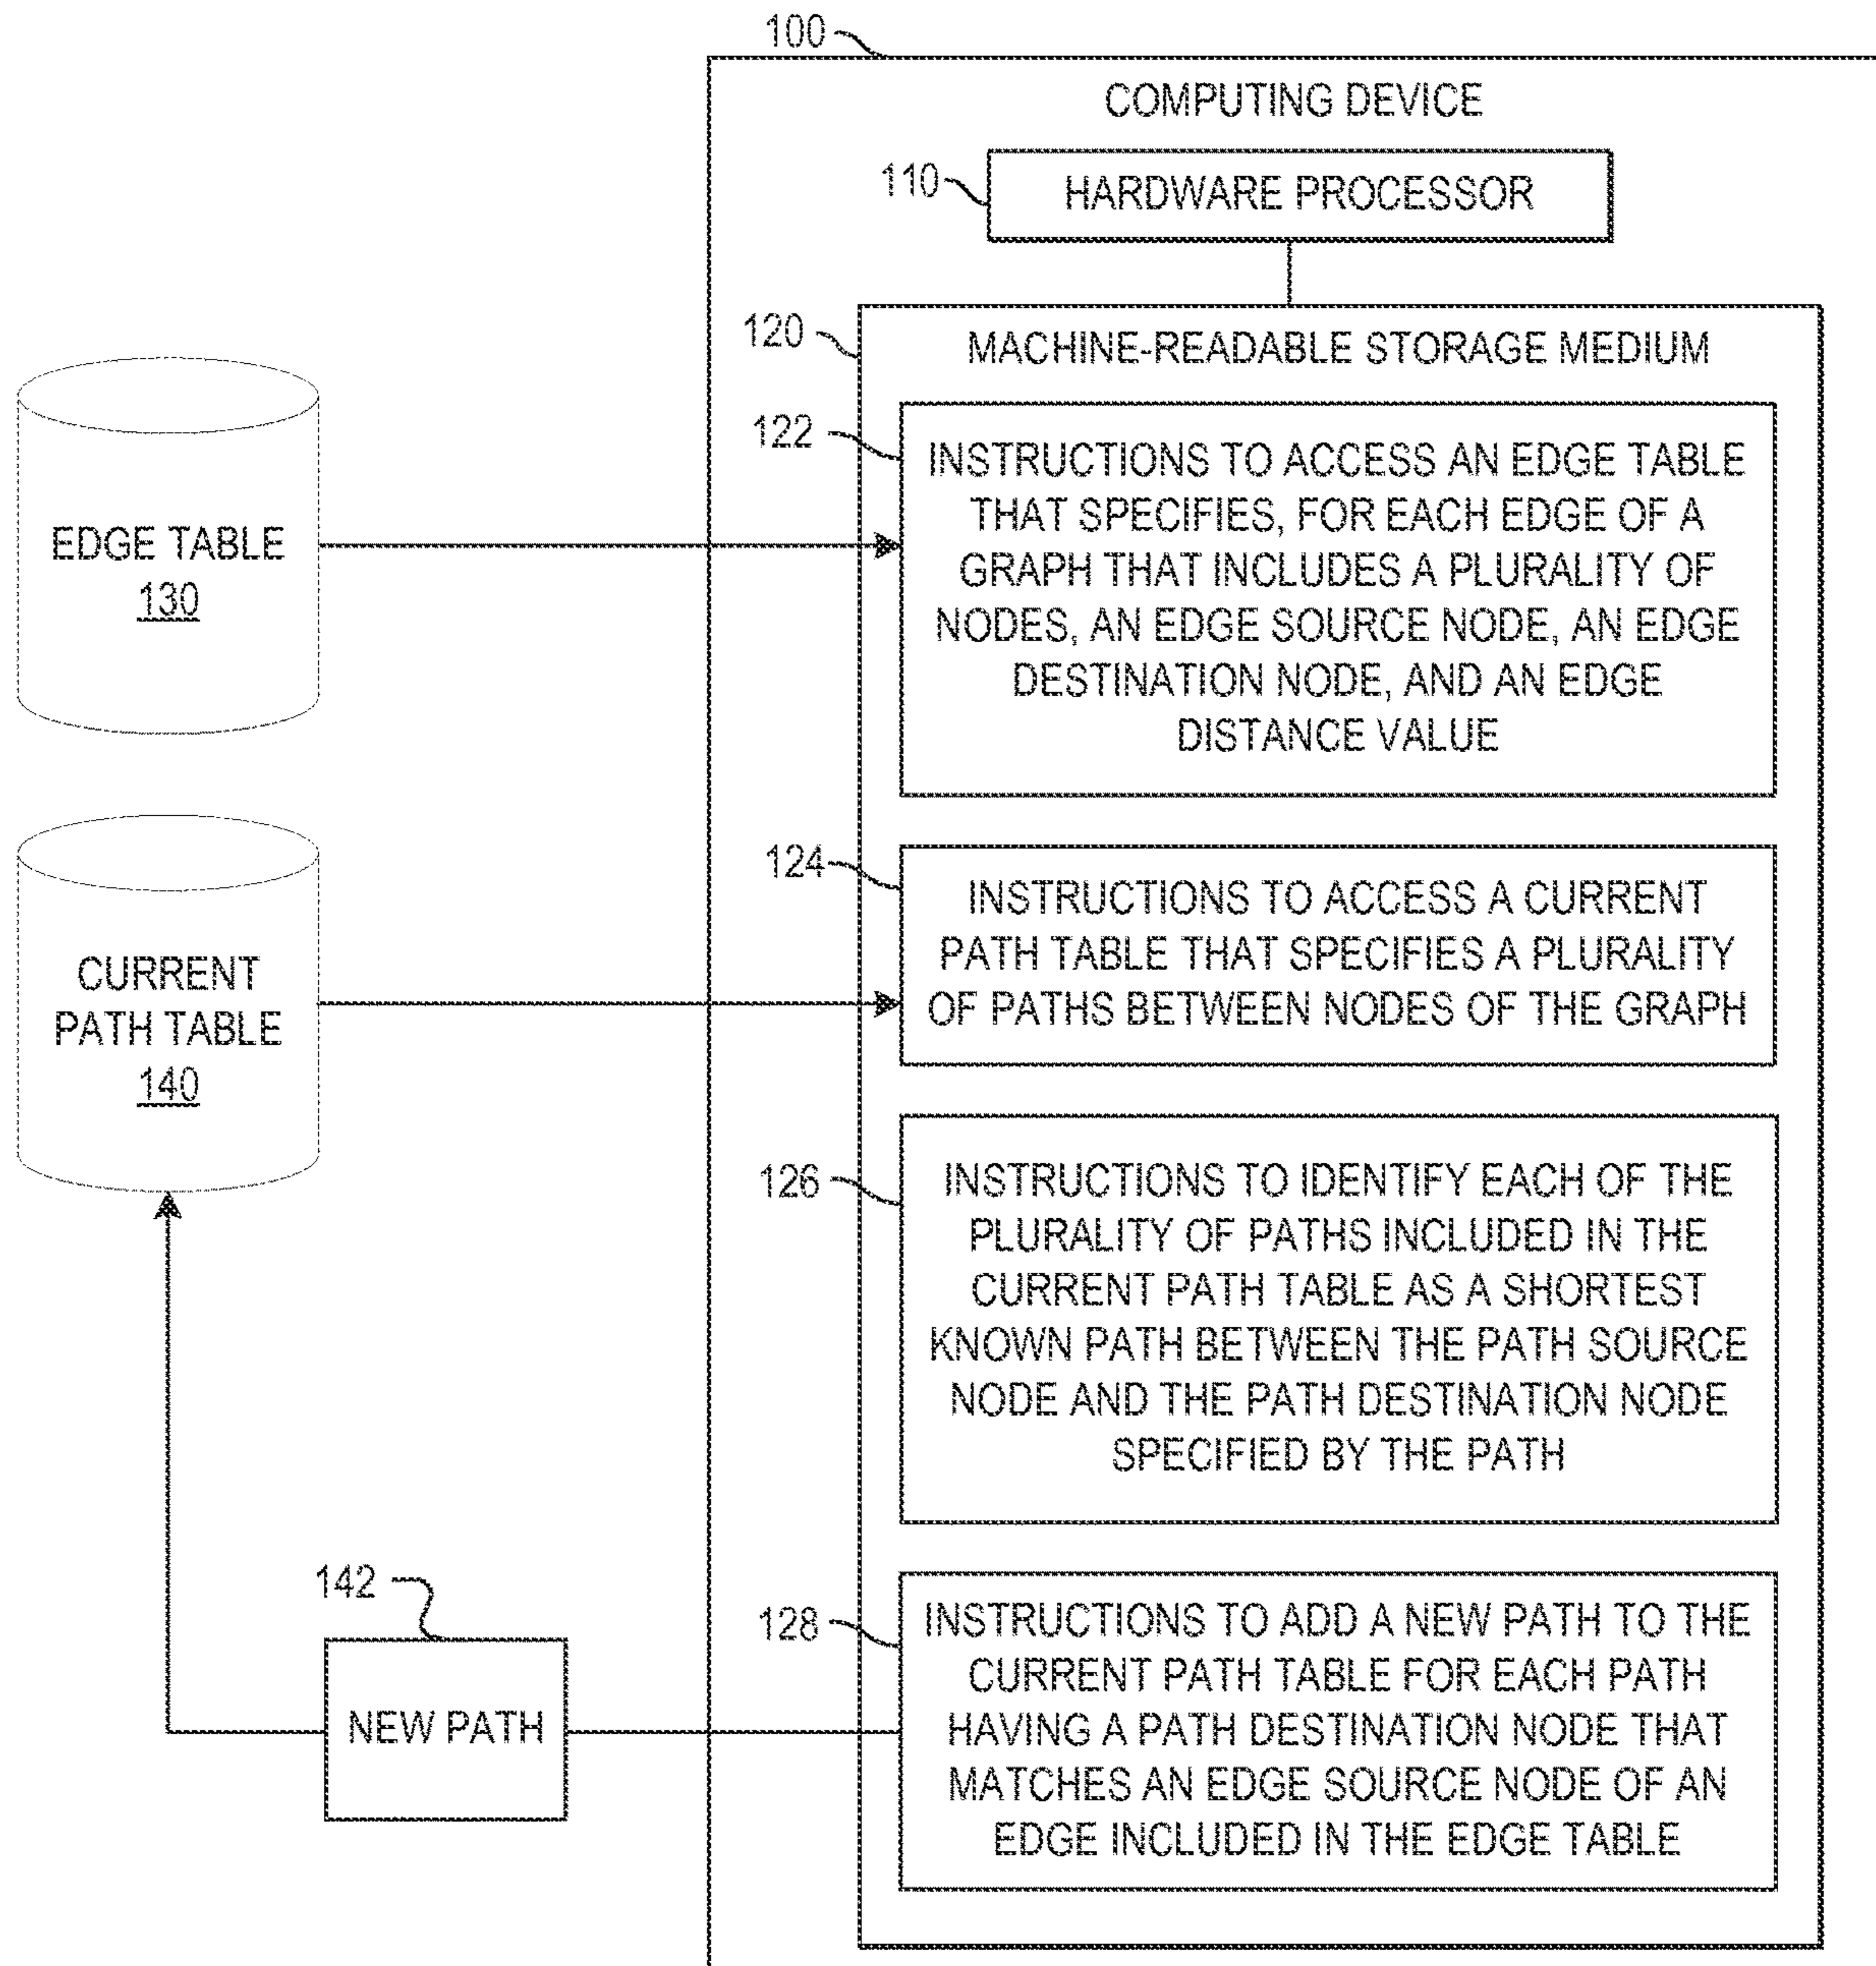 100
COMPUTING DEVICE
110
HARDWARE PROCESSOR
120
MACHINE-READABLE STORAGE MEDIUM
122
INSTRUCTIONS TO ACCESS AN EDGE TABLE
THAT SPECIFIES, FOR EACH EDGE OF A
GRAPH THAT INCLUDES A PLURALITY OF
NODES, AN EDGE SOURCE NODE, AN EDGE
DESTINATION NODE, AND AN EDGE
DISTANCE VALUE
EDGE TABLE
130
124
INSTRUCTIONS TO ACCESS A CURRENT
PATH TABLE THAT SPECIFIES A PLURALITY
OF PATHS BETWEEN NODES OF THE GRAPH
CURRENT
PATH TABLE
140
126
INSTRUCTIONS TO IDENTIFY EACH OF THE
PLURALITY OF PATHS INCLUDED IN THE
CURRENT PATH TABLE AS A SHORTEST
KNOWN PATH BETWEEN THE PATH SOURCE
NODE AND THE PATH DESTINATION NODE
SPECIFIED BY THE PATH
142
NEW PATH
128
INSTRUCTIONS TO ADD A NEW PATH TO THE
CURRENT PATH TABLE FOR EACH PATH
HAVING A PATH DESTINATION NODE THAT
MATCHES AN EDGE SOURCE NODE OF AN
EDGE INCLUDED IN THE EDGE TABLE